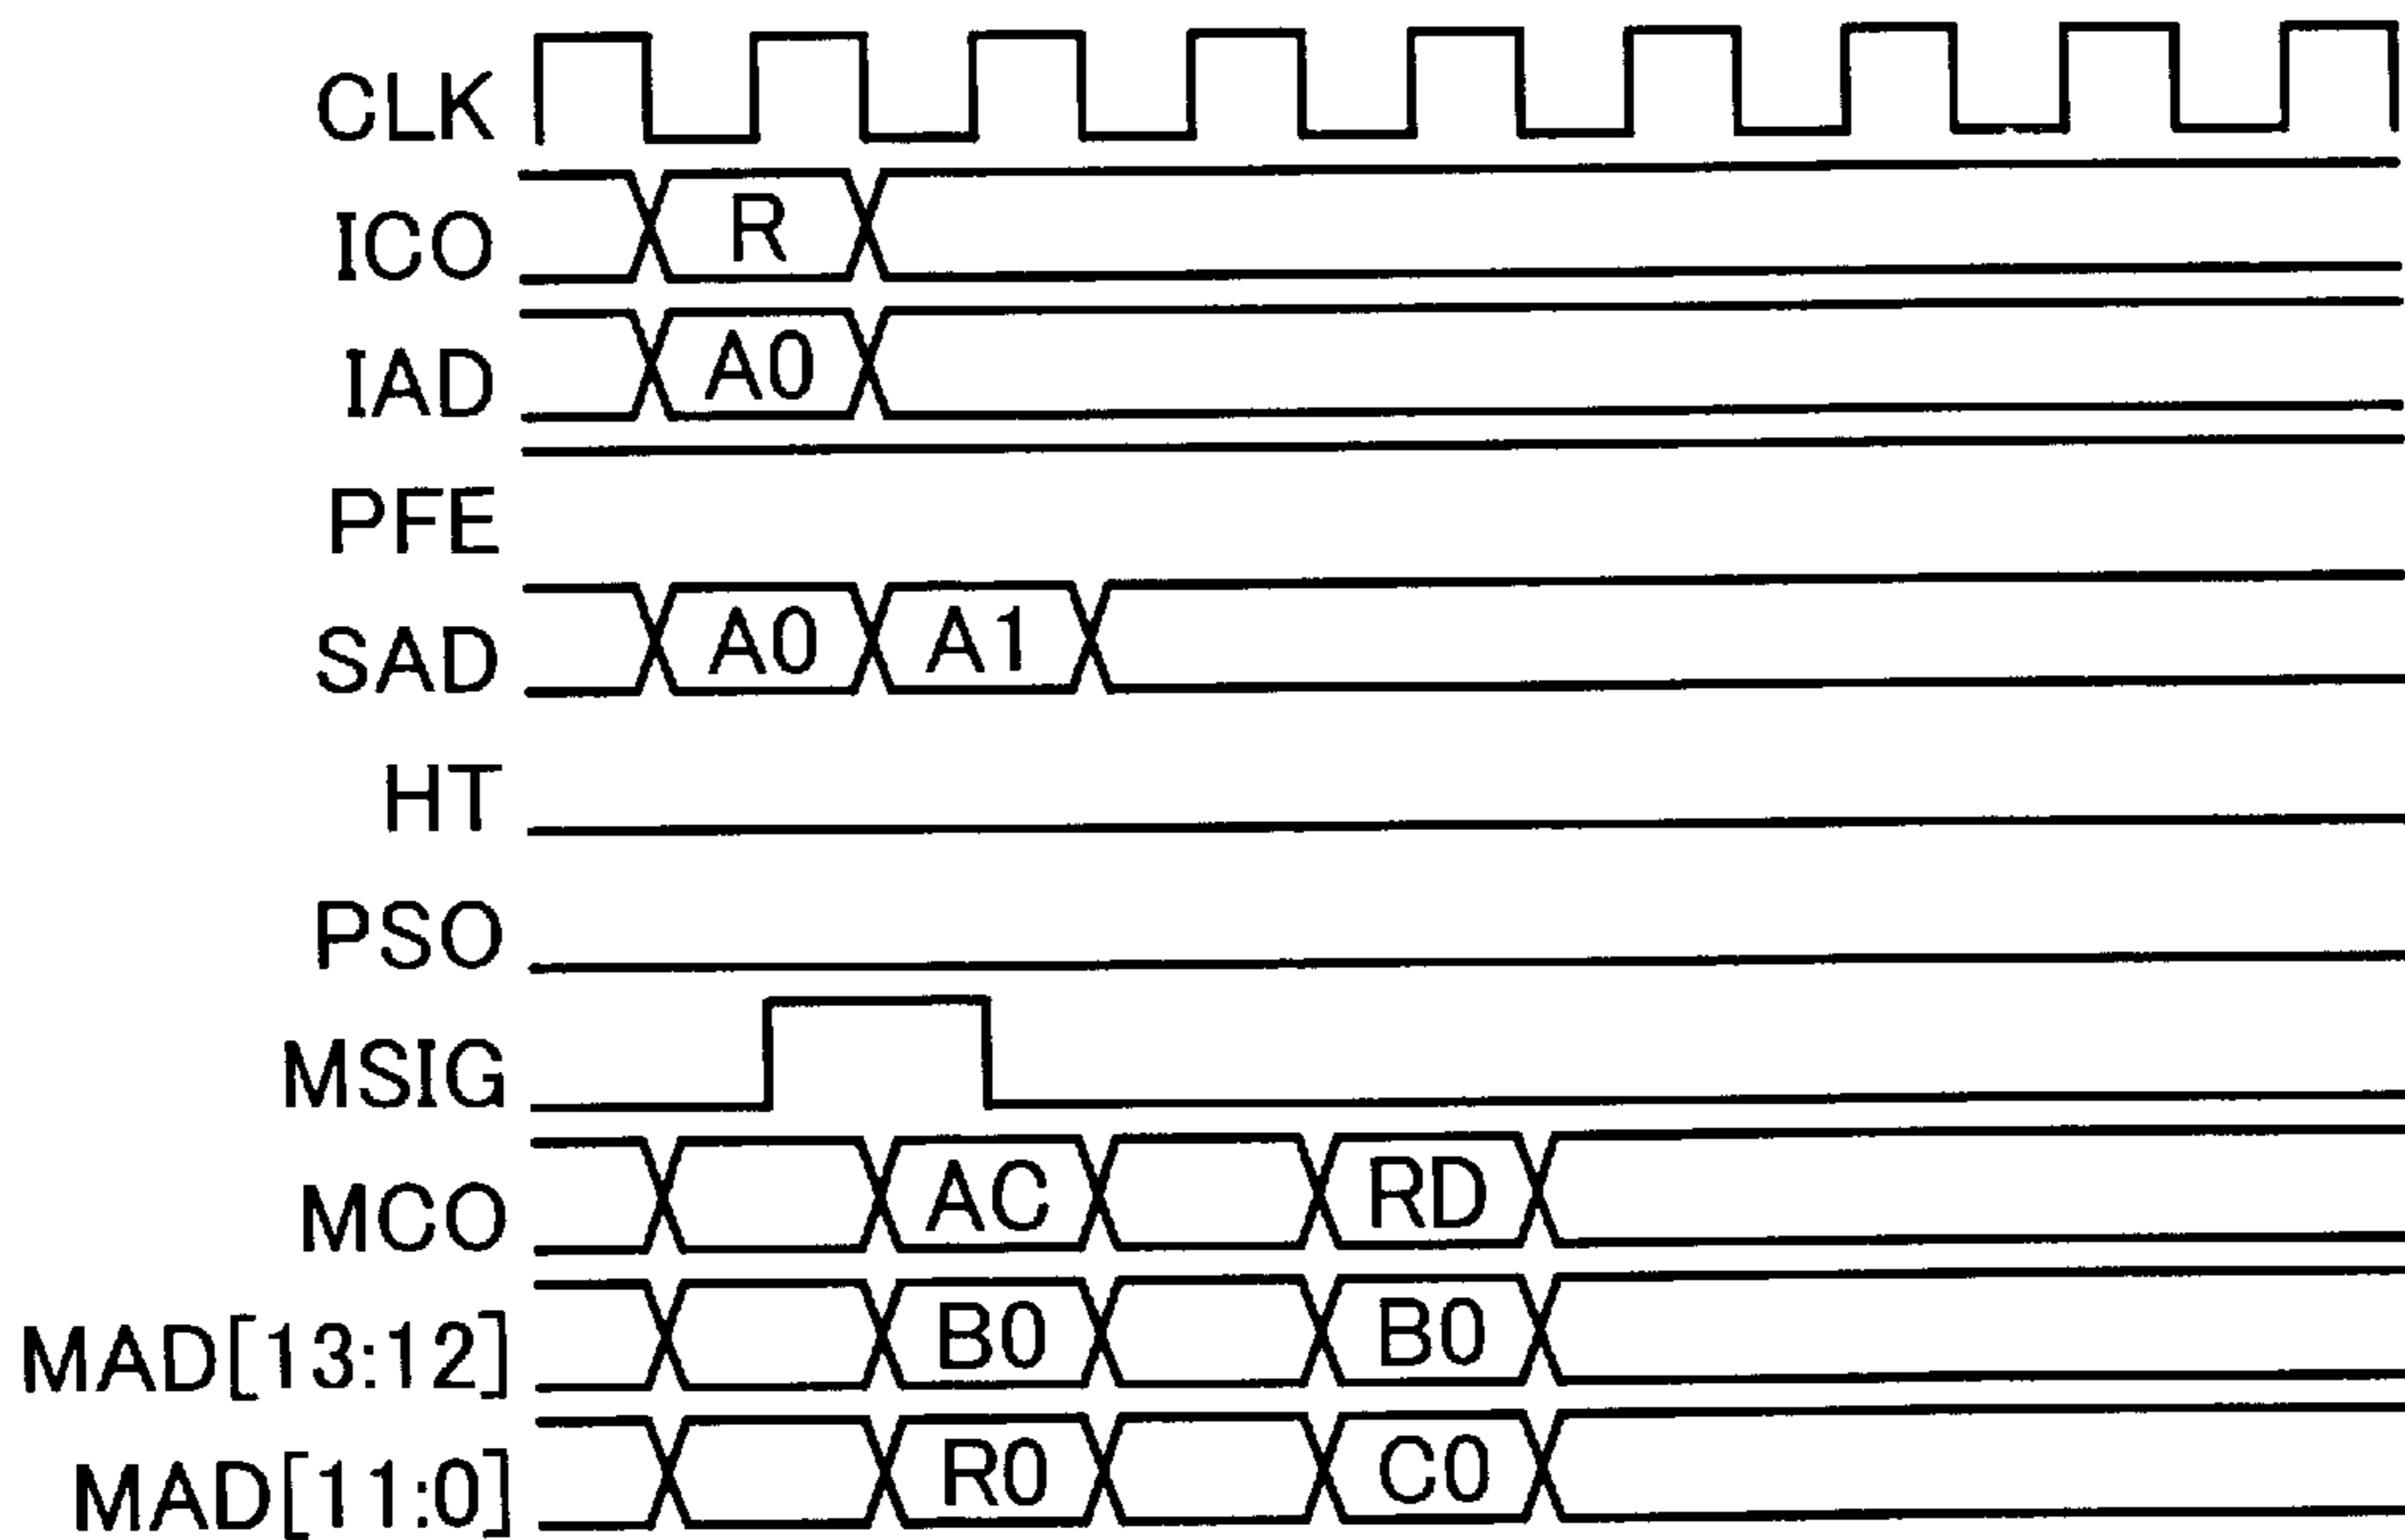 CLK
ICO R
IAD A0
PFE
SAD A0 A1
HT
PSO
MSIG
MCO AC RD
MAD[13:12] B0 B0
MAD[11:0] R0 C0